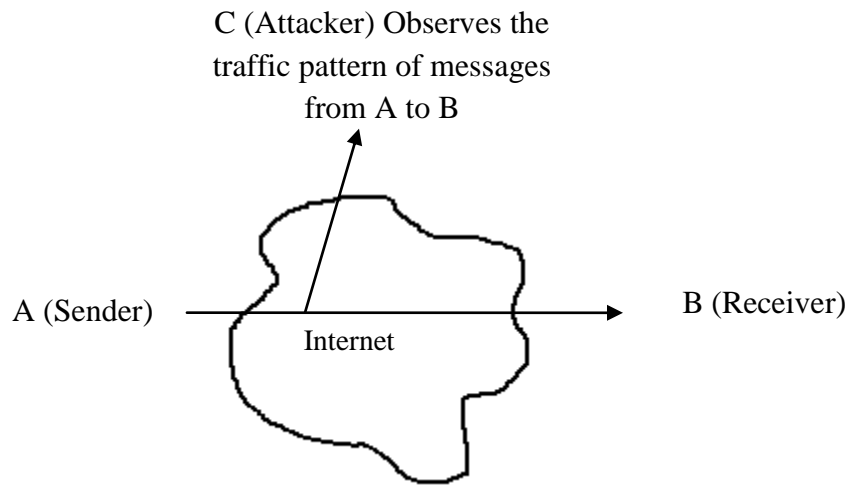 C (Attacker) Observes the
traffic pattern of messages
from A to B
A (Sender)
B (Receiver)
Internet